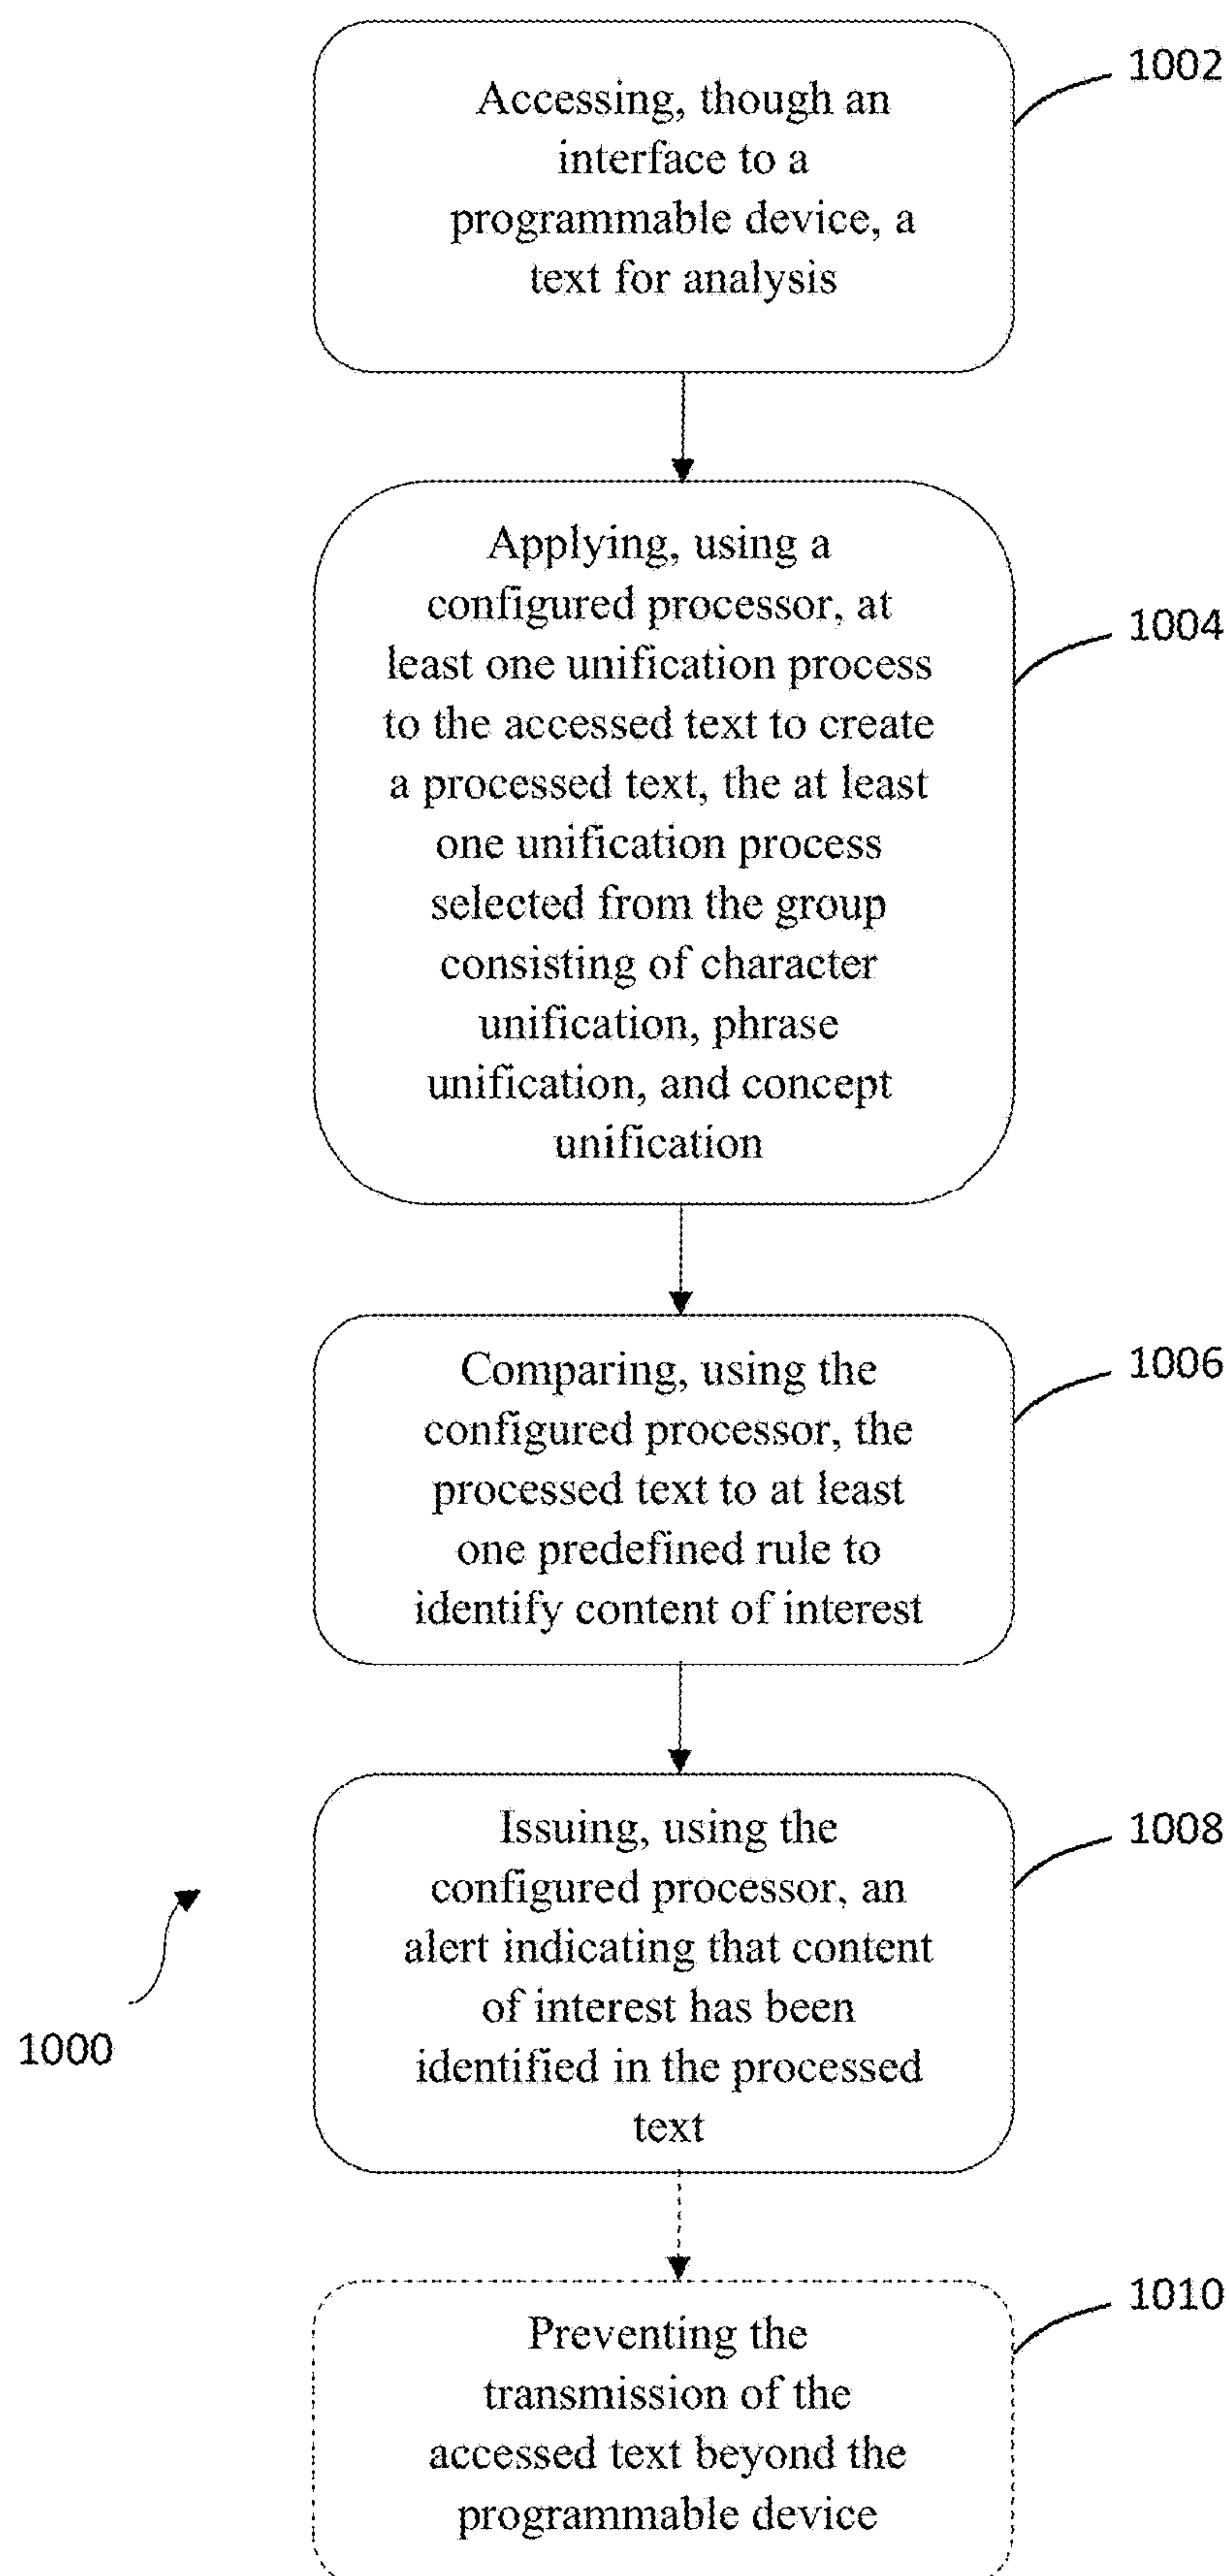 Accessing, though an
interface to a
programmable device, a
text for analysis
1002
Applying, using a
configured processor, at
least one unification process
to the accessed text to create
a processed text, the at least
one unification process
selected from the group
consisting of character
unification, phrase
unification, and concept
unification
1004
Comparing, using the
configured processor, the
processed text to at least
one predefined rule to
identify content of interest
1006
Issuing, using the
configured processor, an
alert indicating that content
of interest has been
identified in the processed
text
1008
1000
Preventing the
transmission of the
accessed text beyond the
programmable device
1010